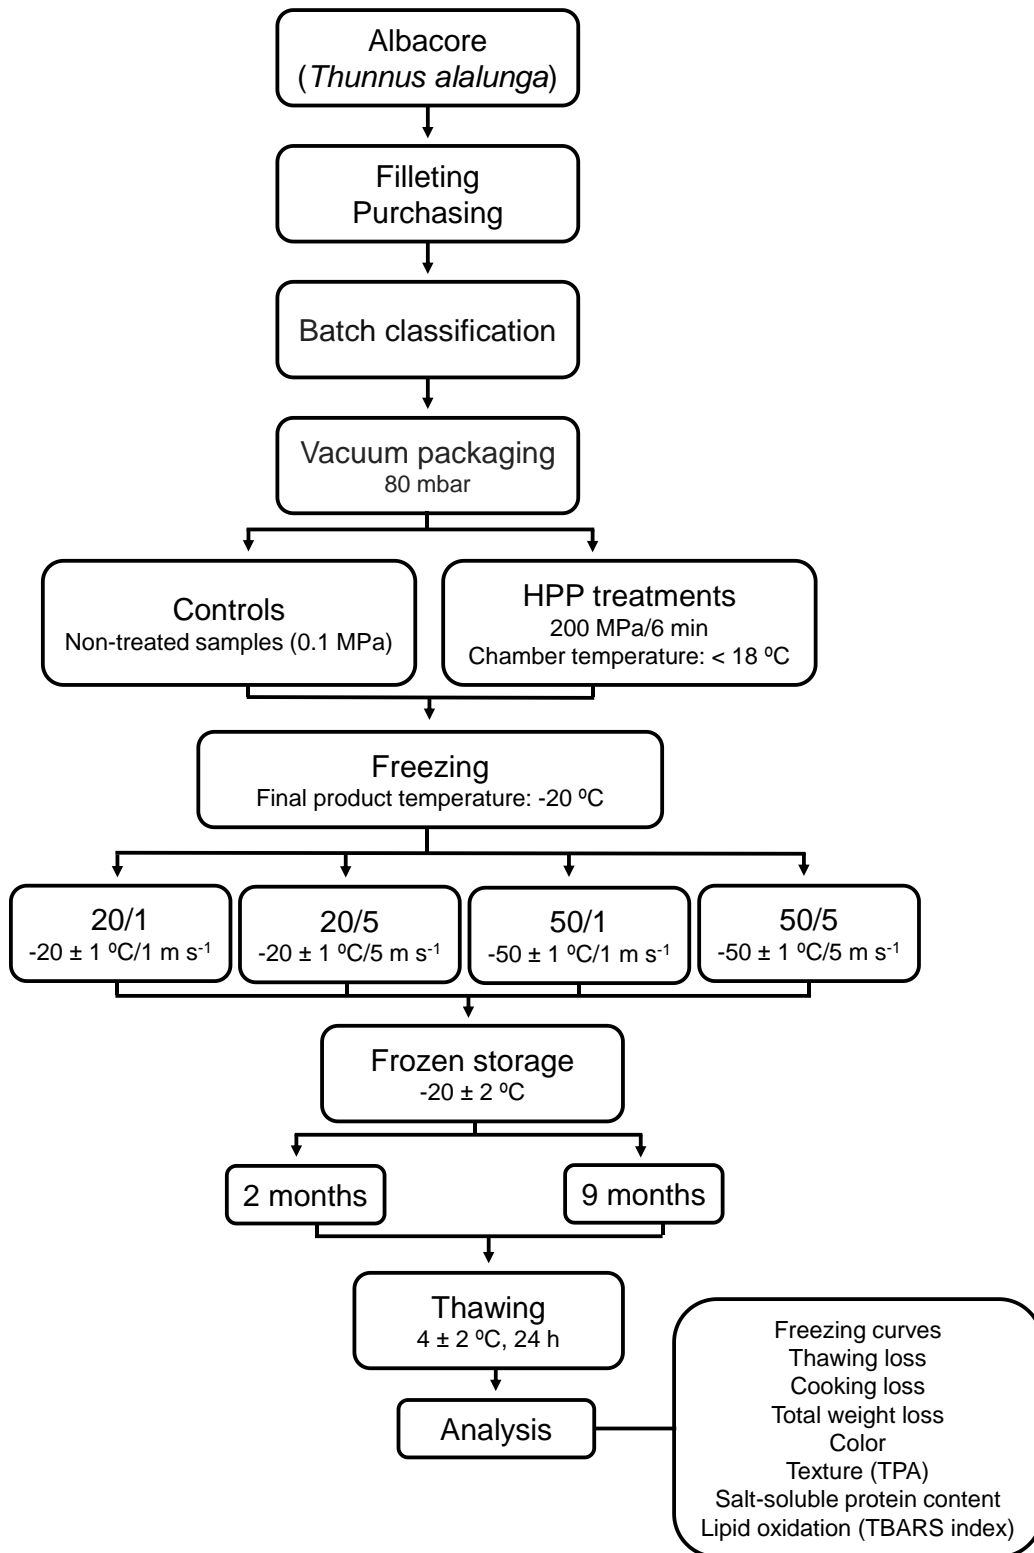 Albacore
(Thunnus alalunga)
Filleting
Purchasing
Batch classification
Vacuum packaging
80 mbar
Controls
Non-treated samples (0.1 MPa)
HPP treatments
200 MPa/6 min
Chamber temperature: < 18 ºC
Freezing
Final product temperature: -20 ºC
20/1
-20 ± 1 ºC/1 m s⁻¹
20/5
-20 ± 1 ºC/5 m s⁻¹
50/1
-50 ± 1 ºC/1 m s⁻¹
50/5
-50 ± 1 ºC/5 m s⁻¹
Frozen storage
-20 ± 2 ºC
2 months
9 months
Thawing
4 ± 2 ºC, 24 h
Analysis
Freezing curves
Thawing loss
Cooking loss
Total weight loss
Color
Texture (TPA)
Salt-soluble protein content
Lipid oxidation (TBARS index)